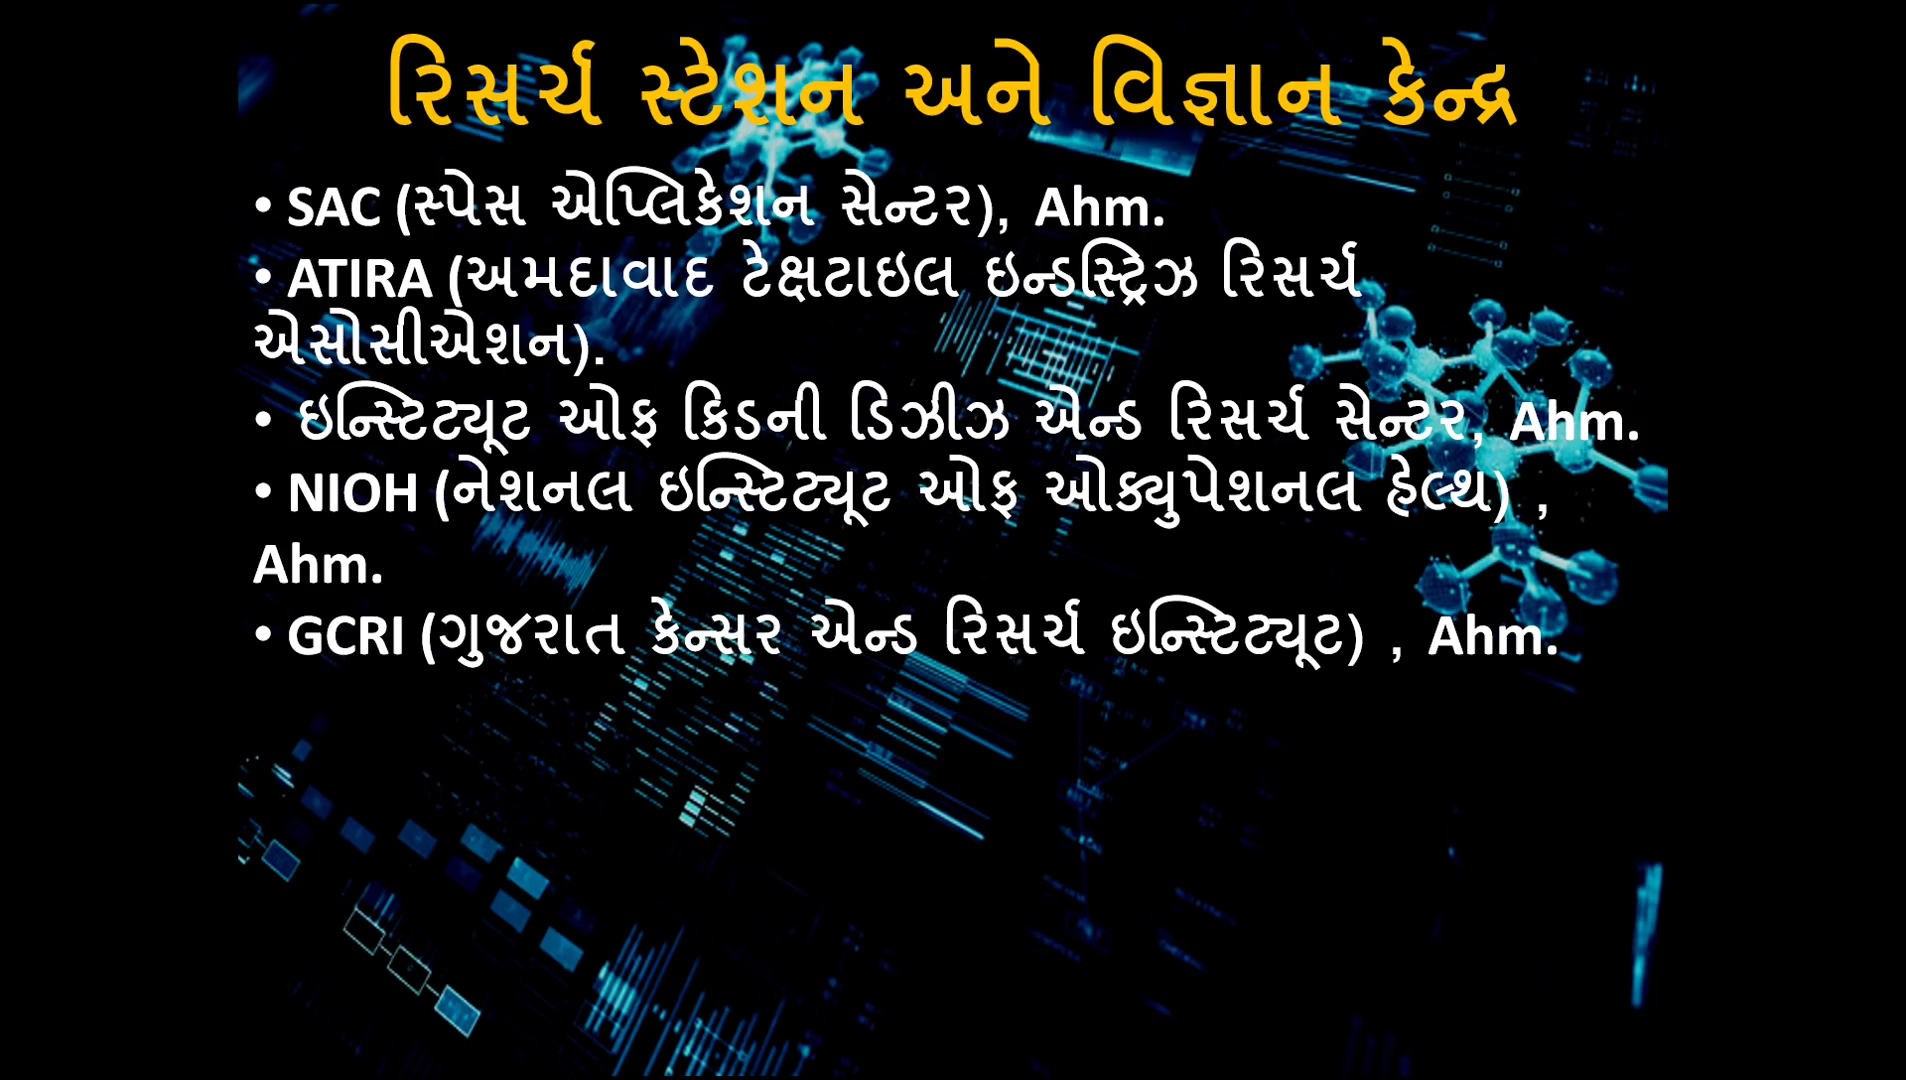 રિસર્ચ સ્ટેશન અને વિજ્ઞાન કેન્દ્ર
• SAC (સ્પેસ એપ્લિકેશન સેન્ટર), Ahm.
• ATIRA (અમદાવાદ ટેક્ષટાઇલ ઇન્ડસ્ટ્રિઝ રિસર્ચ
એસોસીએશન).
• ઇન્સ્ટિટ્યૂટ ઓફ કિડની ડિઝીઝ એન્ડ રિસર્ચ સેન્ટર, Ahm.
• NIOH (નેશનલ ઇન્સ્ટિટ્યૂટ ઓફ ઓક્યુપેશનલ હેલ્થ) ,
Ahm.
• GCRI (ગુજરાત કેન્સર એન્ડ રિસર્ચ ઇન્સ્ટિટ્યૂટ) , Ahm.